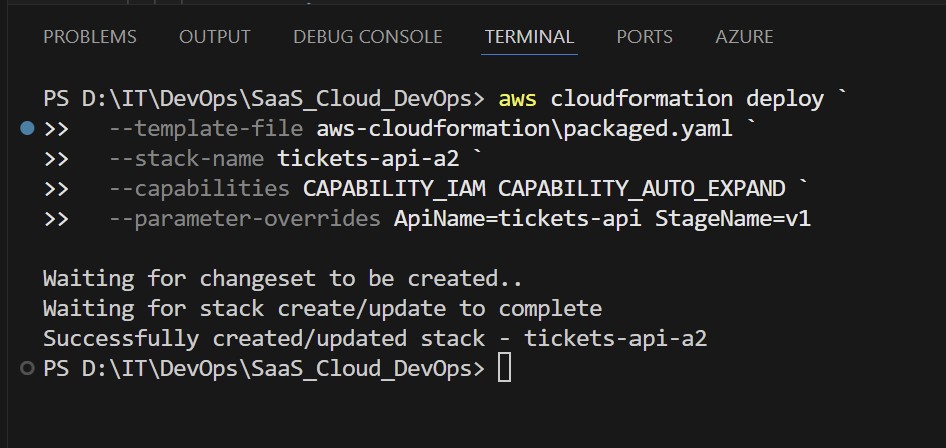 PROBLEMS OUTPUT DEBUG CONSOLE TERMINAL PORTS AZURE
PS D:\IT\DevOps\SaaS_Cloud_DevOps> aws cloudformation deploy `
>>   --template-file aws-cloudformation\packaged.yaml `
>>   --stack-name tickets-api-a2 `
>>   --capabilities CAPABILITY_IAM CAPABILITY_AUTO_EXPAND `
>>   --parameter-overrides ApiName=tickets-api StageName=v1
Waiting for changeset to be created..
Waiting for stack create/update to complete
Successfully created/updated stack - tickets-api-a2
PS D:\IT\DevOps\SaaS_Cloud_DevOps>